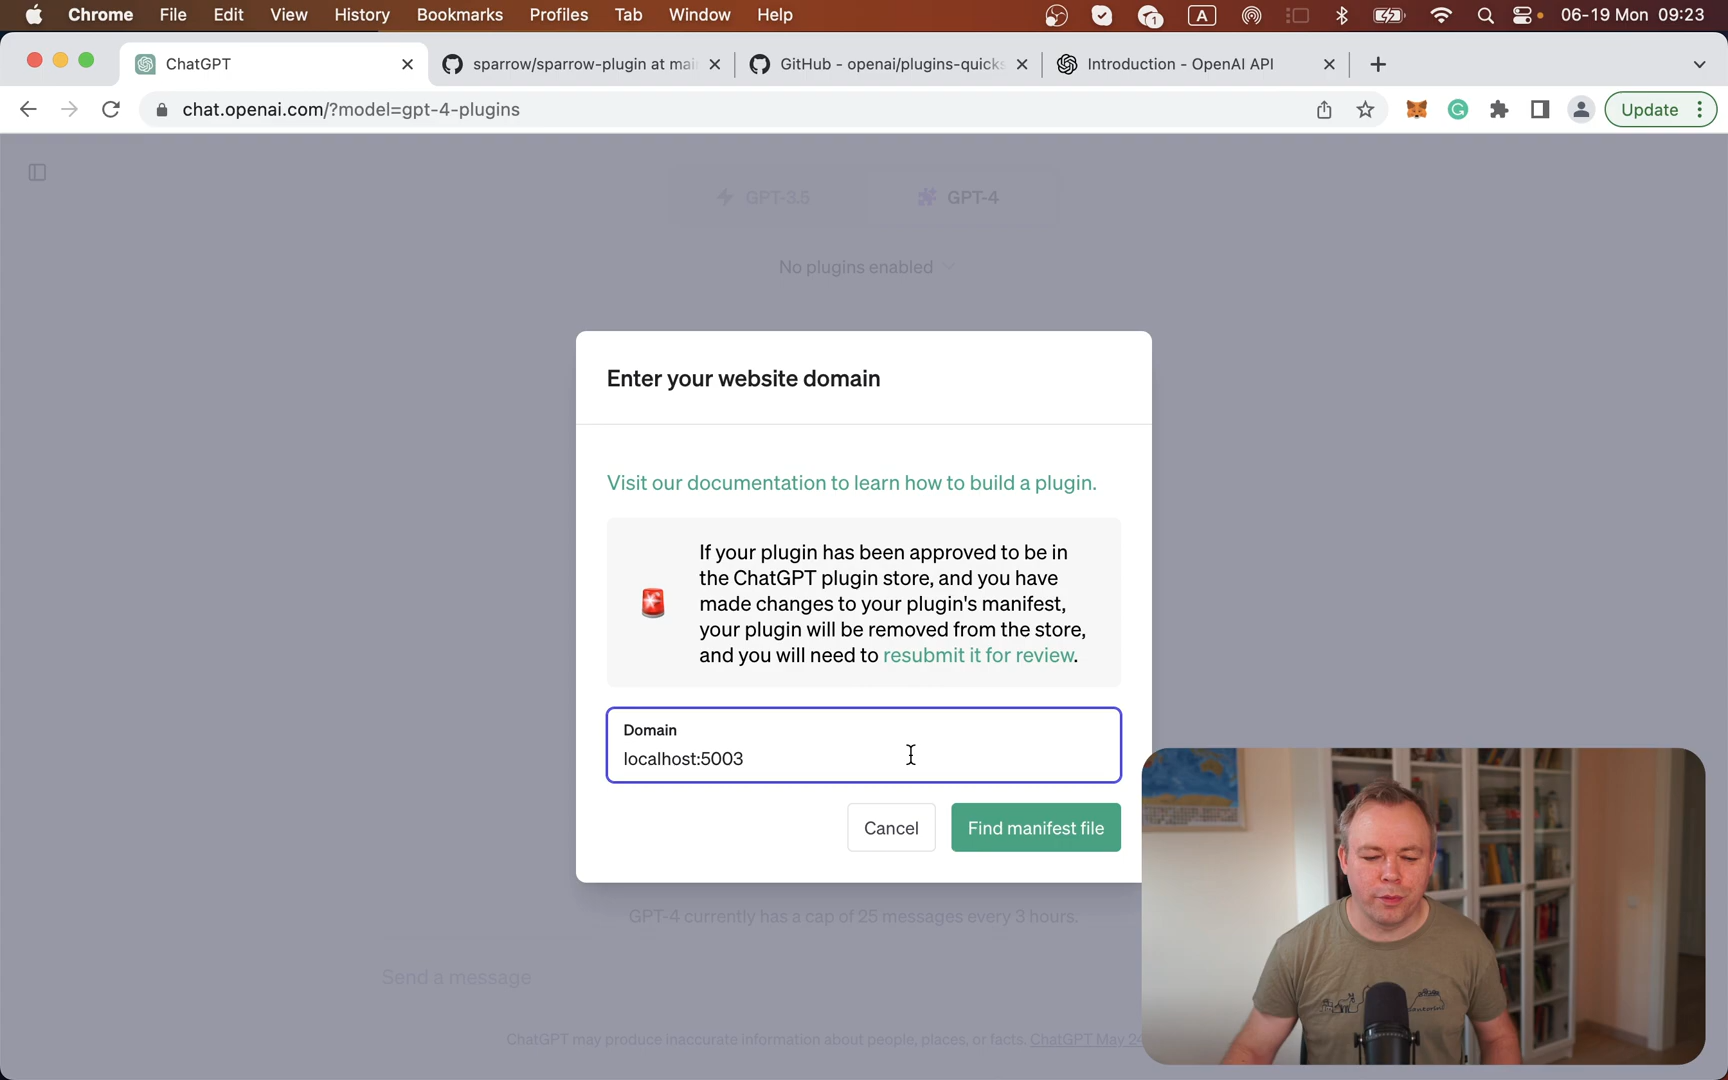 Chrome File Edit View History Bookmarks Profiles Tab Window Help 1 A 06-19 Mon 09:23
ChatGPT sparrow/sparrow-plugin at mai GitHub - openai/plugins-quicks Introduction - OpenAI API
chat.openai.com/?model=gpt-4-plugins Update
GPT-3.5 GPT-4
No plugins enabled
Enter your website domain
Visit our documentation to learn how to build a plugin.
If your plugin has been approved to be in
the ChatGPT plugin store, and you have
made changes to your plugin's manifest,
your plugin will be removed from the store,
and you will need to resubmit it for review.
Domain
localhost:5003
Cancel Find manifest file
GPT-4 currently has a cap of 25 messages every 3 hours.
Send a message
ChatGPT may produce inaccurate information about people, places, or facts. ChatGPT May 24